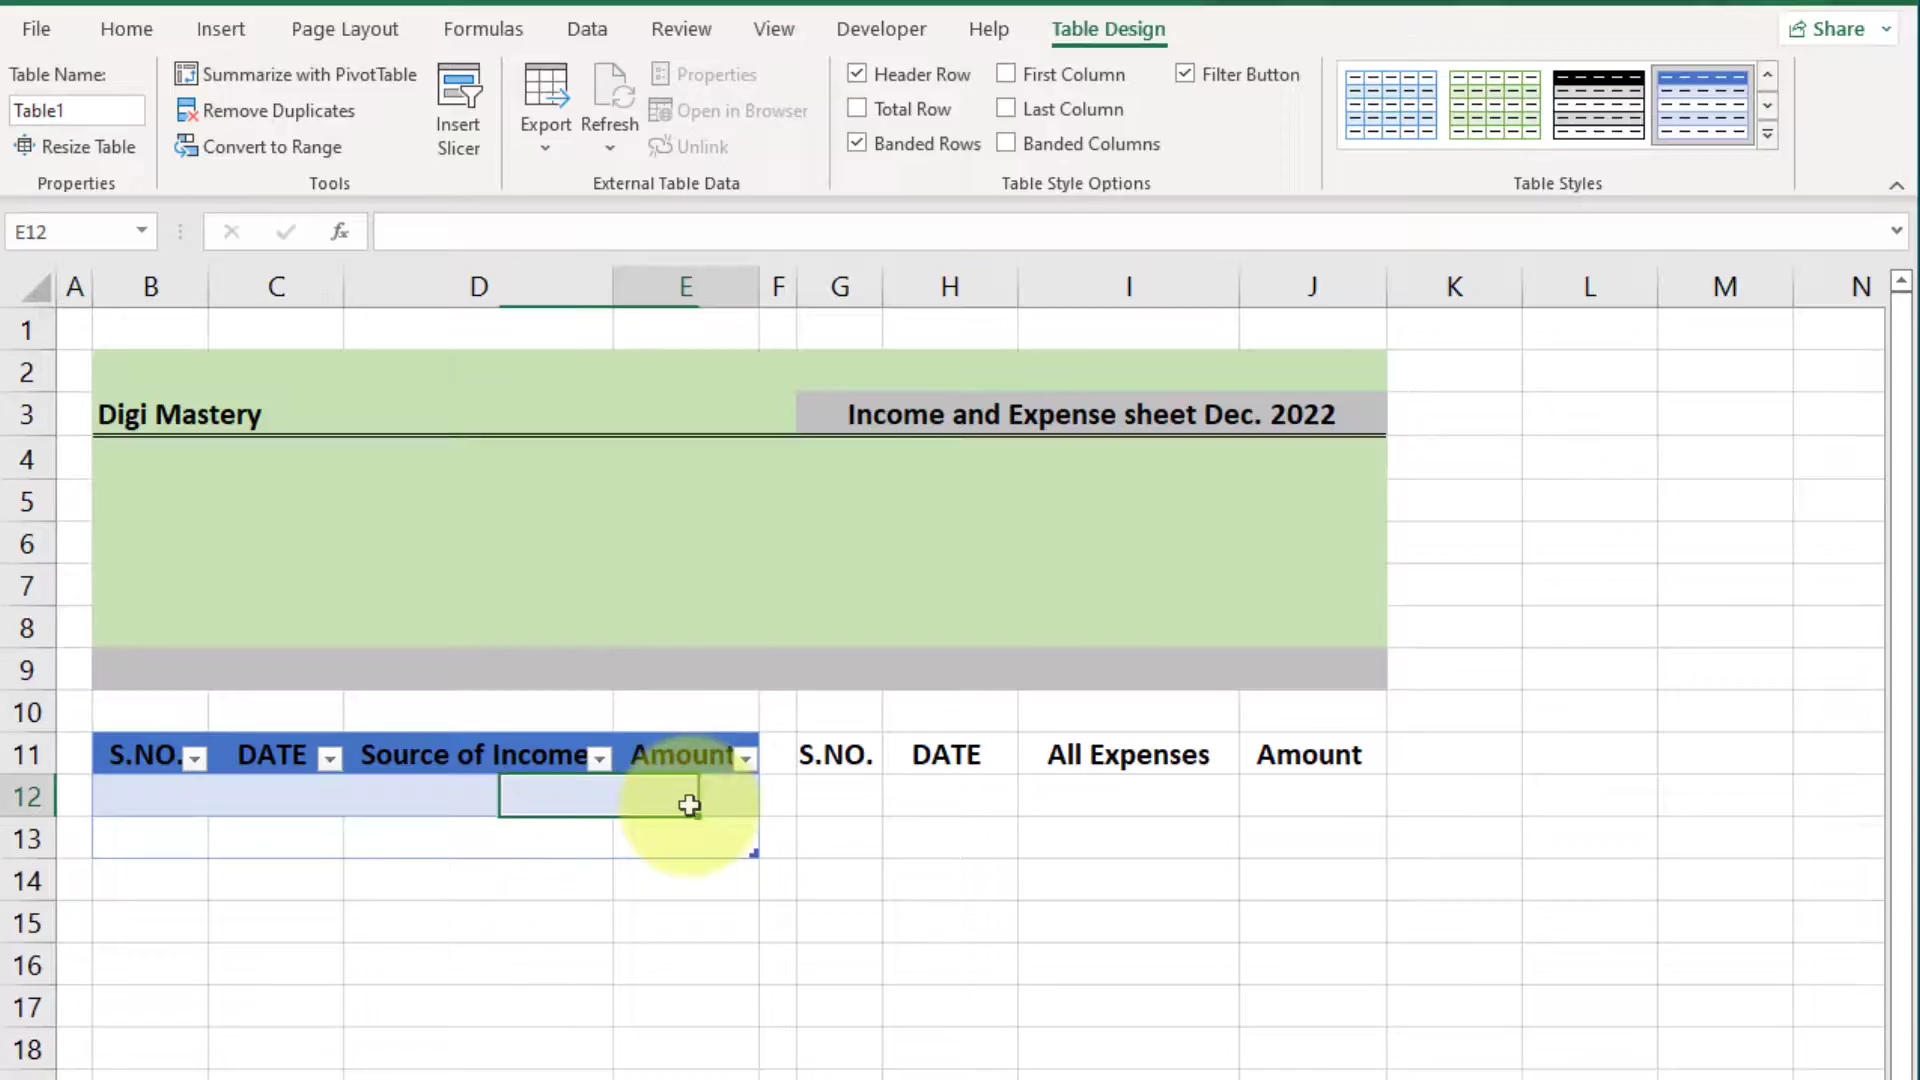 File Home Insert Page Layout Formulas Data Review View Developer Help Table Design Share
Table Name:
Table1
Resize Table
Properties
Summarize with PivotTable
Remove Duplicates
Convert to Range
Tools
Insert
Slicer
Export
Refresh
Properties
Open in Browser
Unlink
External Table Data
Header Row
Total Row
Banded Rows
First Column
Last Column
Banded Columns
Filter Button
Table Style Options
Table Styles
E12
fx
A B C D E F G H I J K L M N
1
2
3 Digi Mastery Income and Expense sheet Dec. 2022
4
5
6
7
8
9
10
11 S.NO. DATE Source of Income Amount S.NO. DATE All Expenses Amount
12
13
14
15
16
17
18